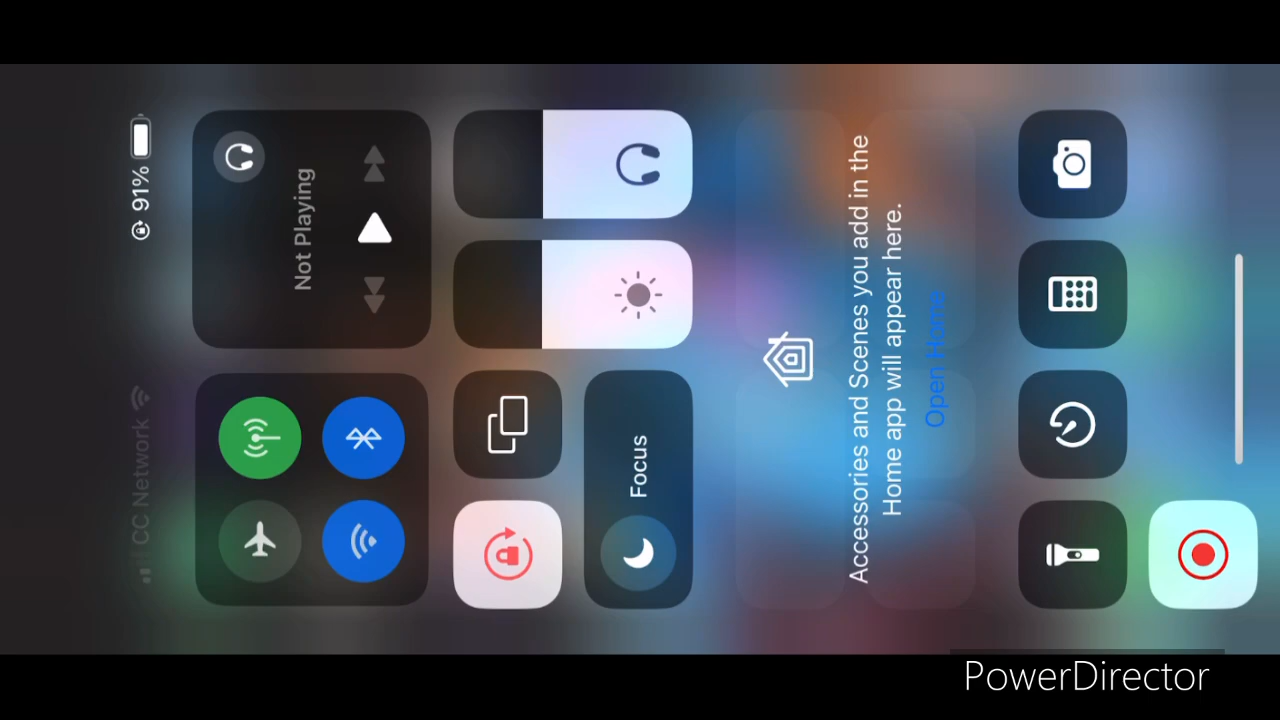 CC Network
91%
Not Playing
Focus
Accessories and Scenes you add in the
Home app will appear here.
Open Home
PowerDirector